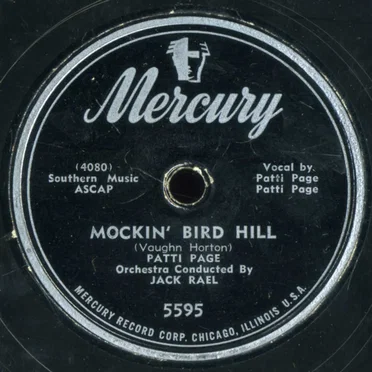 Mercury
(4080)
Southern Music
ASCAP
Vocal by
Patti Page
Patti Page
MOCKIN' BIRD HILL
(Vaughn Horton)
PATTI PAGE
Orchestra Conducted By
JACK RAEL
5595
MERCURY RECORD CORP. CHICAGO, ILLINOIS U.S.A.